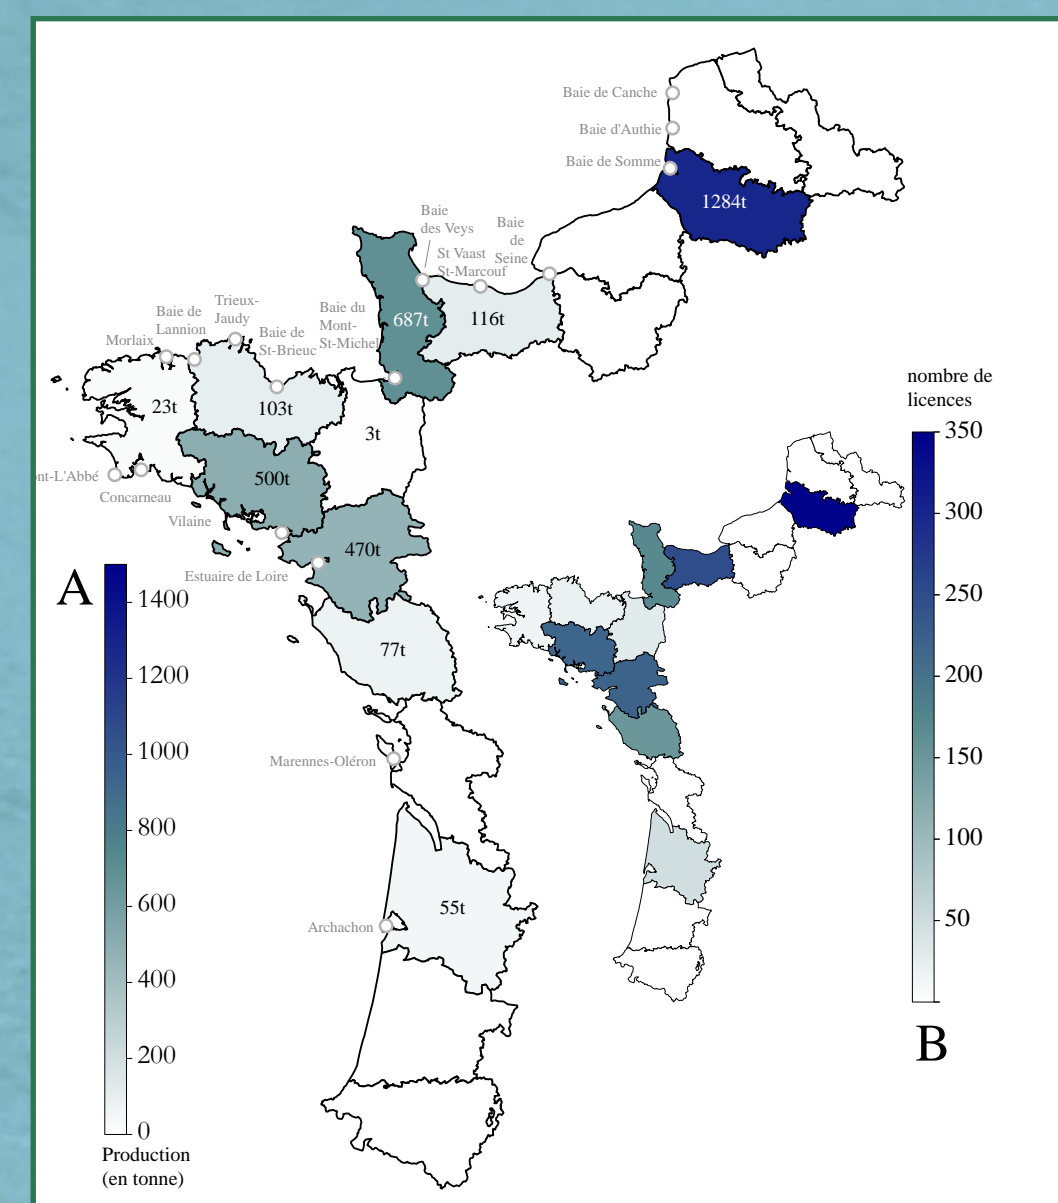 Baie de Canche
Baie d'Authie
Baie de Somme
1284t
Baie
des Veys
Baie
de
Seine
St Vaast
St-Marcouf
687t
116t
Baie du
Mont-
St-Michel
Trieux-
Jaudy
Baie de
Lannion
Morlaix
Baie de
St-Brieuc
23t
103t
3t
ont-L'Abbé
Concarneau
500t
Vilaine
470t
Estuaire de Loire
77t
Marennes-Oléron
55t
Archachon
A
1400
1200
1000
800
600
400
200
0
Production
(en tonne)
nombre de
licences
350
300
250
200
150
100
50
B